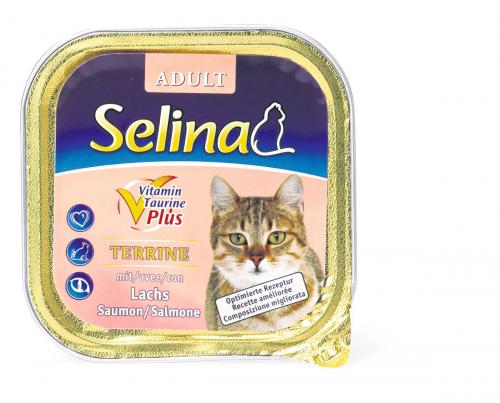 ADULT
Selina
Vitamin
Taurine
Plus
TERRINE
mit/avec/con
Lachs
Saumon/Salmone
Optimierte Rezeptur
Recette améliorée
Composizione migliorata